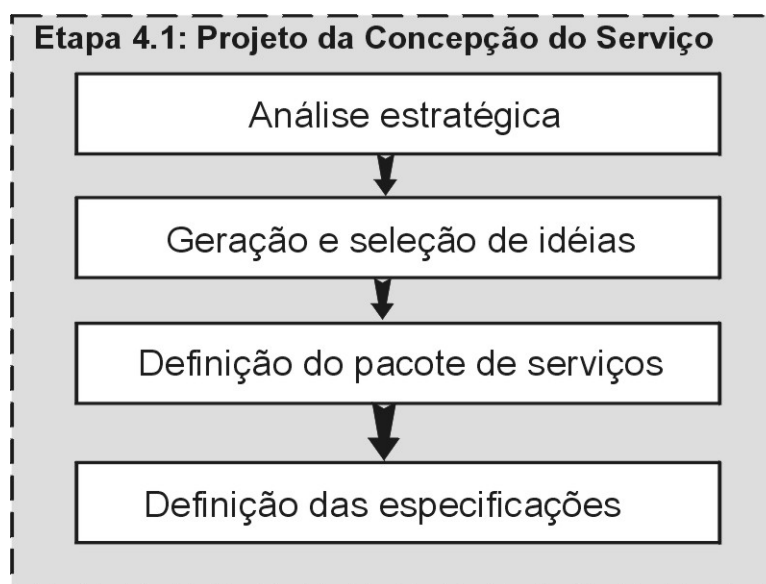 Etapa 4.1: Projeto da Concepção do Serviço
Análise estratégica
Geração e seleção de idéias
Definição do pacote de serviços
Definição das especificações